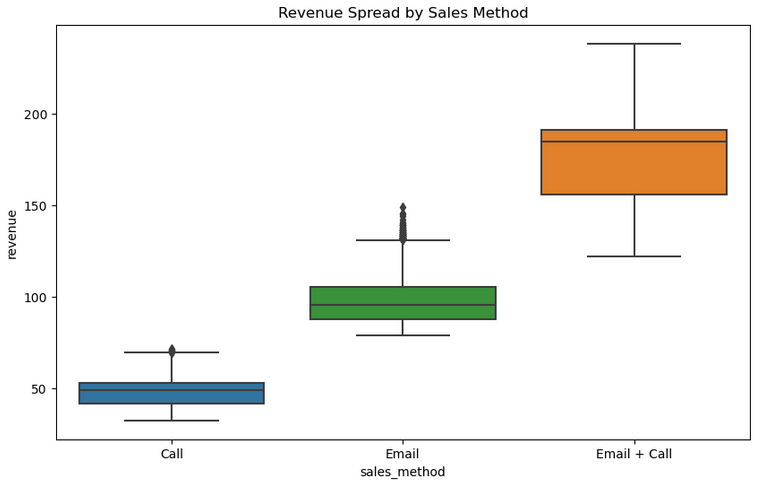 Revenue Spread by Sales Method
revenue
200
150
100
50
Call
Email
Email + Call
sales_method